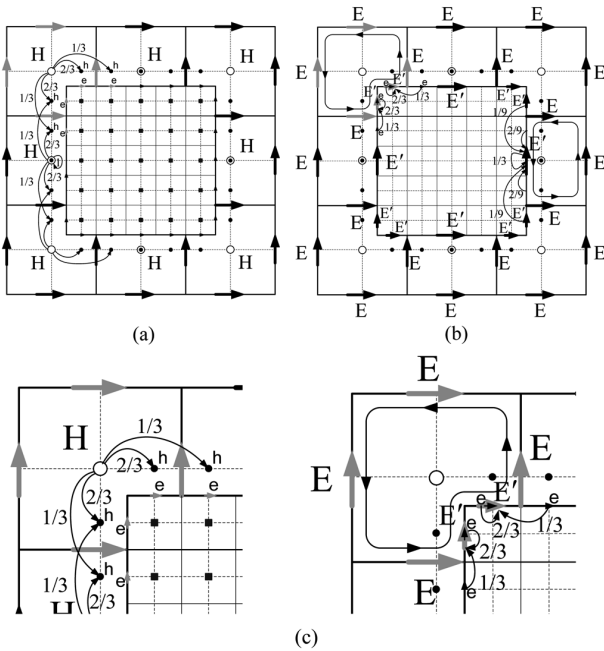 E E E
H 1/3 H H
h h
2/3
e e
1/3 2/3 e
1/3 2/3
H 1 H
1/3 2/3
H H H
(a)
E E E
E' e E' E'
E' 2/3 1/3
2/3 1/9
E e 1/3 2/9
E' 1/3 E' E
2/9
E' 1/9 E'
E E' E' E' E
E E E
(b)
H 1/3 h
2/3 h
2/3 e e
1/3 e h
e
1/3 2/3 h
H
E
E E
e E' e
E' 2/3
2/3
1/3
E e
(c)